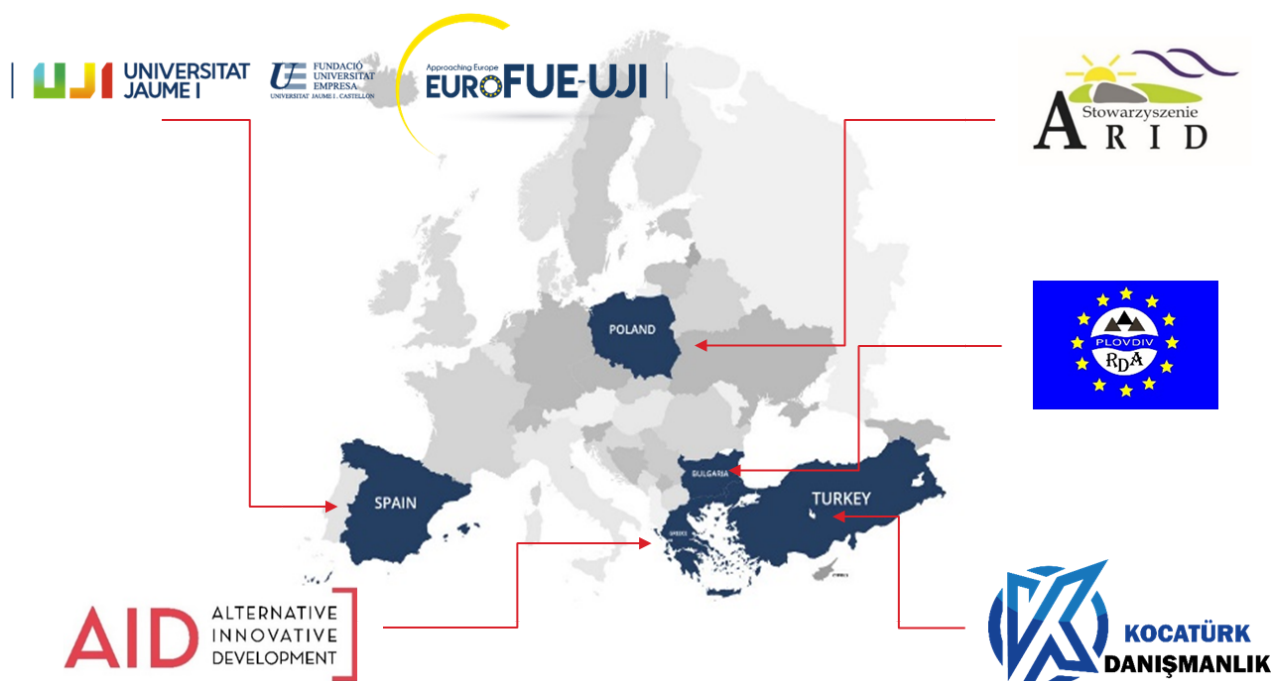 UNIVERSITAT
JAUME I
FUNDACIÓ
UNIVERSITAT
EMPRESA
UNIVERSITAT JAUME I. CASTELLÓN
Approaching Europe
EUROFUE-UJI
Stowarzyszenie
ARID
POLAND
PLOVDIV
RDA
BULGARIA
SPAIN
TURKEY
GREECE
AID
ALTERNATIVE
INNOVATIVE
DEVELOPMENT
KOCATÜRK
DANIŞMANLIK